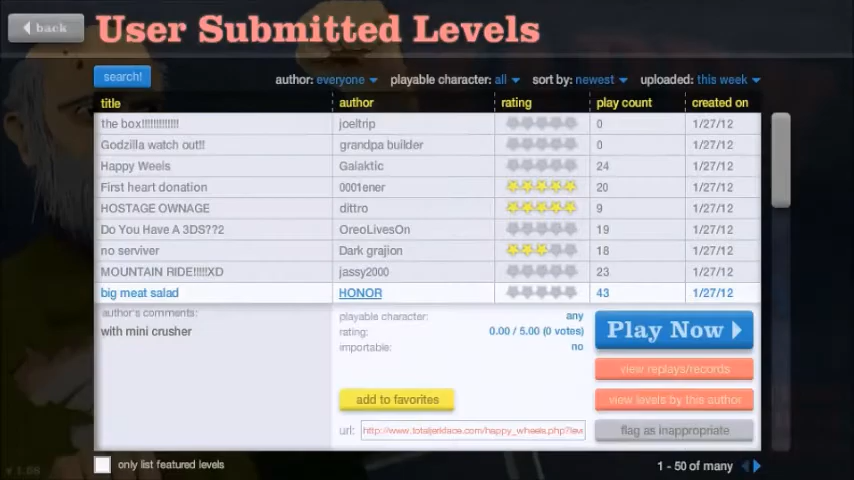 back
User Submitted Levels
search!
author: everyone playable character: all sort by: newest uploaded: this week
title author rating play count created on
the box!!!!!!!!!!!!! joeltrip 0 1/27/12
Godzilla watch out!! grandpa builder 0 1/27/12
Happy Weels Galaktic 24 1/27/12
First heart donation 0001ener 20 1/27/12
HOSTAGE OWNAGE dittro 9 1/27/12
Do You Have A 3DS??2 OreoLivesOn 19 1/27/12
no serviver Dark grajion 18 1/27/12
MOUNTAIN RIDE!!!!!XD jassy2000 23 1/27/12
big meat salad HONOR 43 1/27/12
author's comments:
with mini crusher
playable character: any
rating: 0.00 / 5.00 (0 votes)
importable: no
Play Now
view replays/records
add to favorites
view levels by this author
url: http://www.totaljerkface.com/happy_wheels.php?lev
flag as inappropriate
only list featured levels
1 - 50 of many